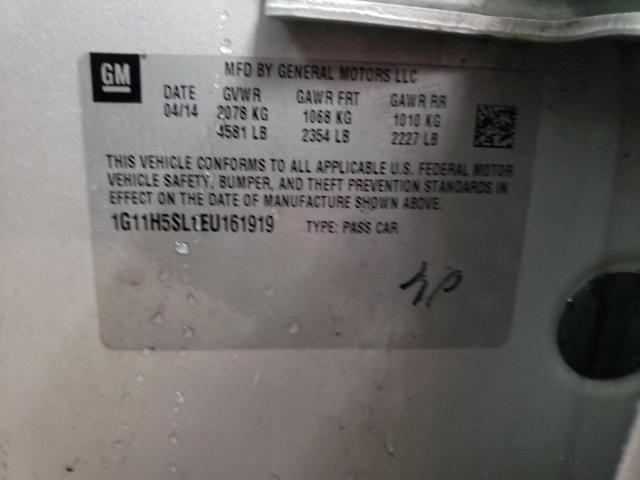 GM
MFD BY GENERAL MOTORS LLC
DATE GVWR GAWR FRT GAWR RR
04/14 2078 KG 1068 KG 1010 KG
4581 LB 2354 LB 2227 LB
THIS VEHICLE CONFORMS TO ALL APPLICABLE U.S. FEDERAL MOTOR
VEHICLE SAFETY, BUMPER, AND THEFT PREVENTION STANDARDS IN
EFFECT ON THE DATE OF MANUFACTURE SHOWN ABOVE.
1G11H5SL1EU161919 TYPE: PASS CAR